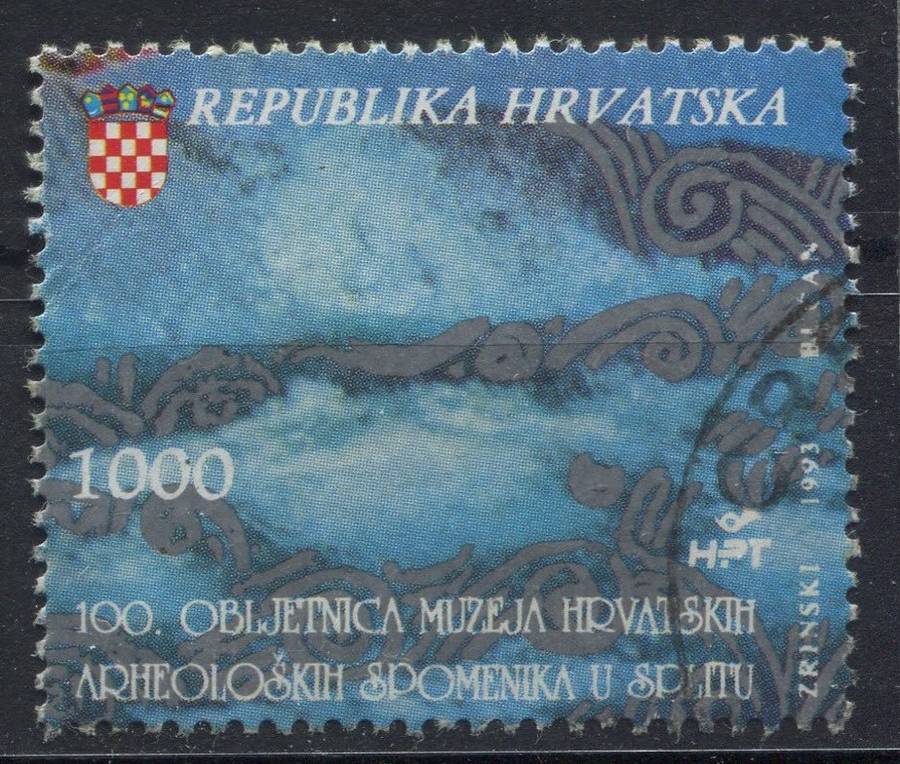 REPUBLIKA HRVATSKA
1000
HPT
100. OBLJETNICA MUZEJA HRVATSKIH
ARHEOLOŠKIH SPOMENIKA U SPLITU
ZRINSKI 1993